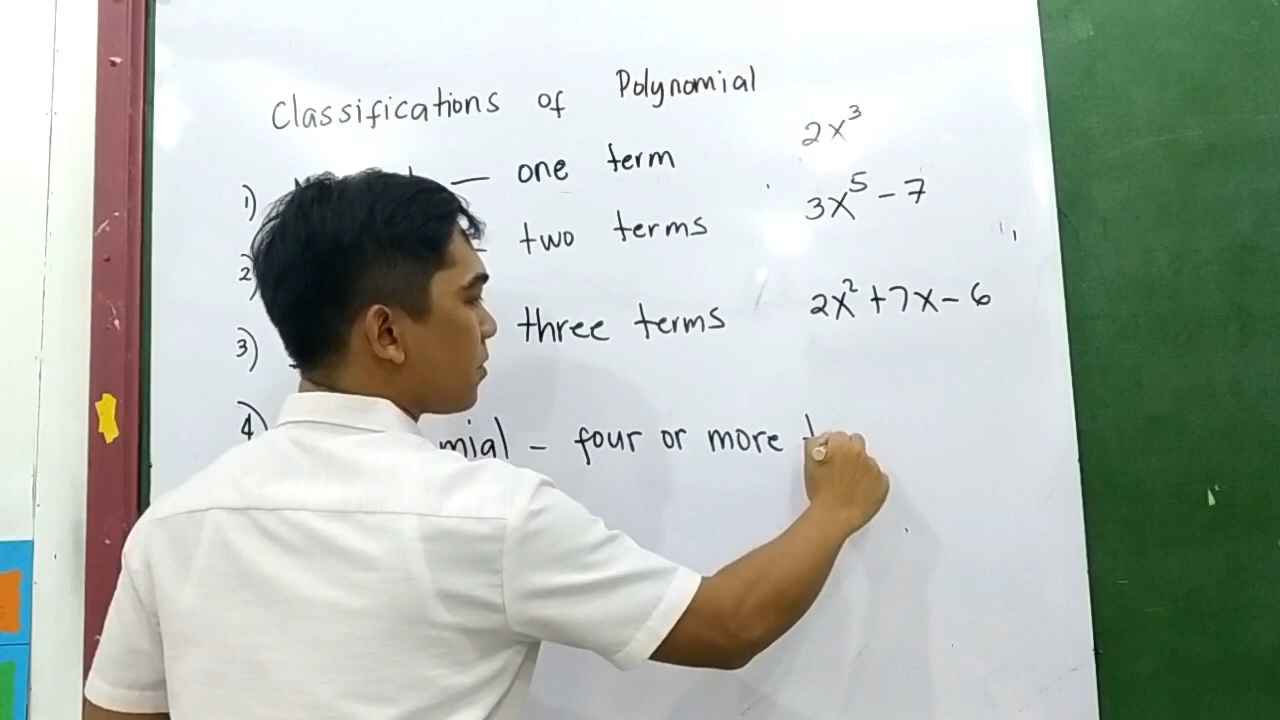 Classifications of Polynomial
1) — one term 2x³
2) two terms 3x⁵ - 7
3) three terms 2x² + 7x - 6
4) mial - four or more